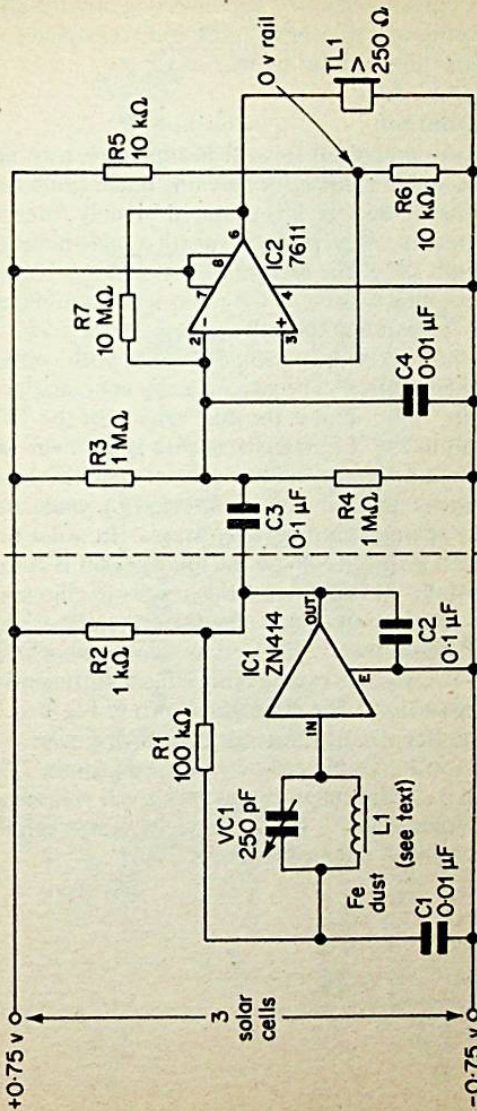 +0·75 v
3
solar
cells
-0·75 v
R1
100 kΩ
R2
1 kΩ
VC1
250 pF
Fe
dust
L1
(see text)
C1
0·01 µF
IC1
ZN414
IN
OUT
E
C2
0·1 µF
C3
0·1 µF
R3
1 MΩ
R4
1 MΩ
R7
10 MΩ
2
-
3
+
7
8
6
4
IC2
7611
C4
0·01 µF
R5
10 kΩ
R6
10 kΩ
0 v rail
TL1
>
250 Ω